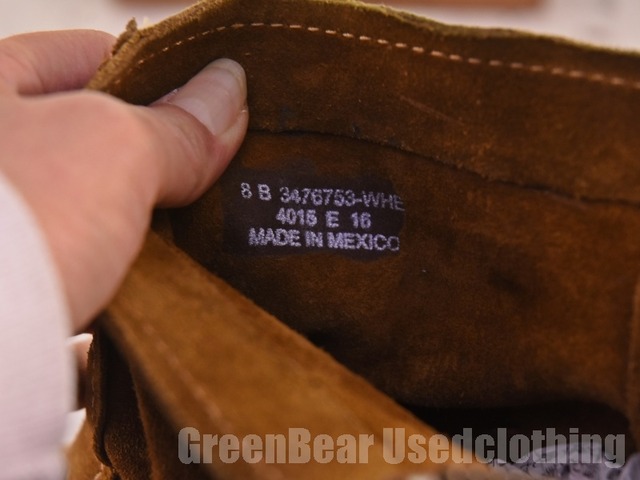 8 B 3476753-WHE
4015 E 16
MADE IN MEXICO
GreenBear Usedclothing